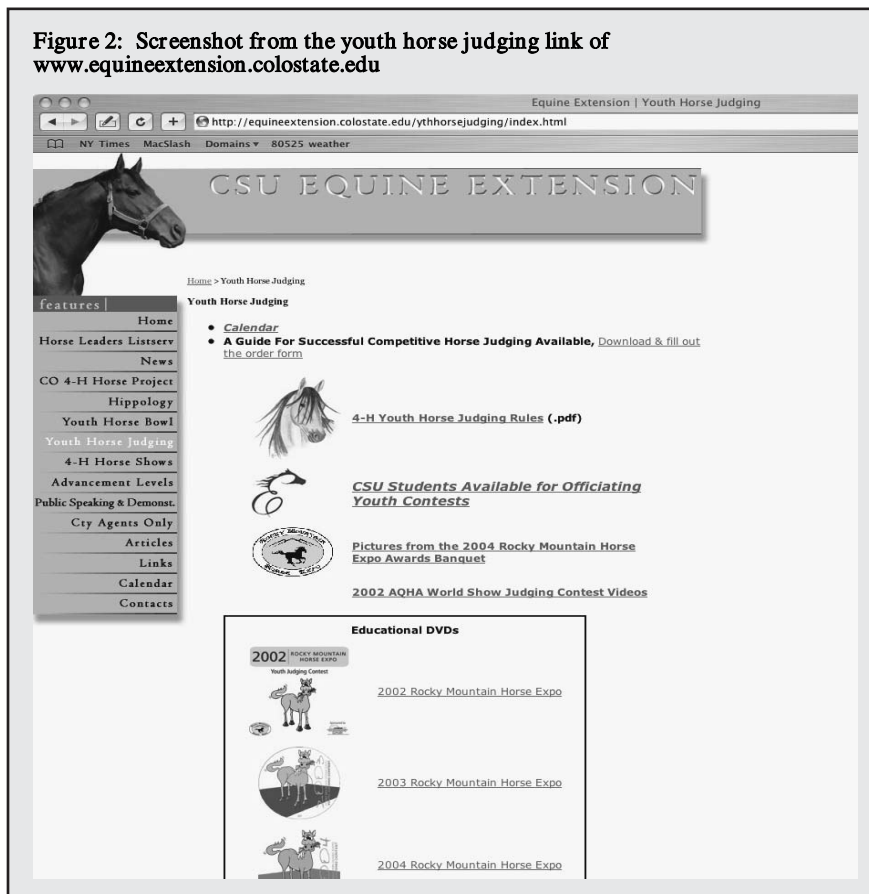 Figure 2: Screenshot from the youth horse judging link of
www.equineextension.colostate.edu
Equine Extension | Youth Horse Judging
http://equineextension.colostate.edu/ythhorsejudging/index.html
NY Times MacSlash Domains ▾ 80525 weather
CSU EQUINE EXTENSION
Home > Youth Horse Judging
features |
Home
Horse Leaders Listserv
News
CO 4-H Horse Project
Hippology
Youth Horse Bowl
Youth Horse Judging
4-H Horse Shows
Advancement Levels
Public Speaking & Demonst.
Cty Agents Only
Articles
Links
Calendar
Contacts
Youth Horse Judging
• Calendar
• A Guide For Successful Competitive Horse Judging Available, Download & fill out
the order form
4-H Youth Horse Judging Rules (.pdf)
CSU Students Available for Officiating
Youth Contests
ROCKY MOUNTAIN
HORSE EXPO
Pictures from the 2004 Rocky Mountain Horse
Expo Awards Banquet
2002 AQHA World Show Judging Contest Videos
Educational DVDs
2002 ROCKY MOUNTAIN
HORSE EXPO
Youth Judging Contest
2002 Rocky Mountain Horse Expo
2003 Rocky Mountain Horse Expo
2004 Rocky Mountain Horse Expo